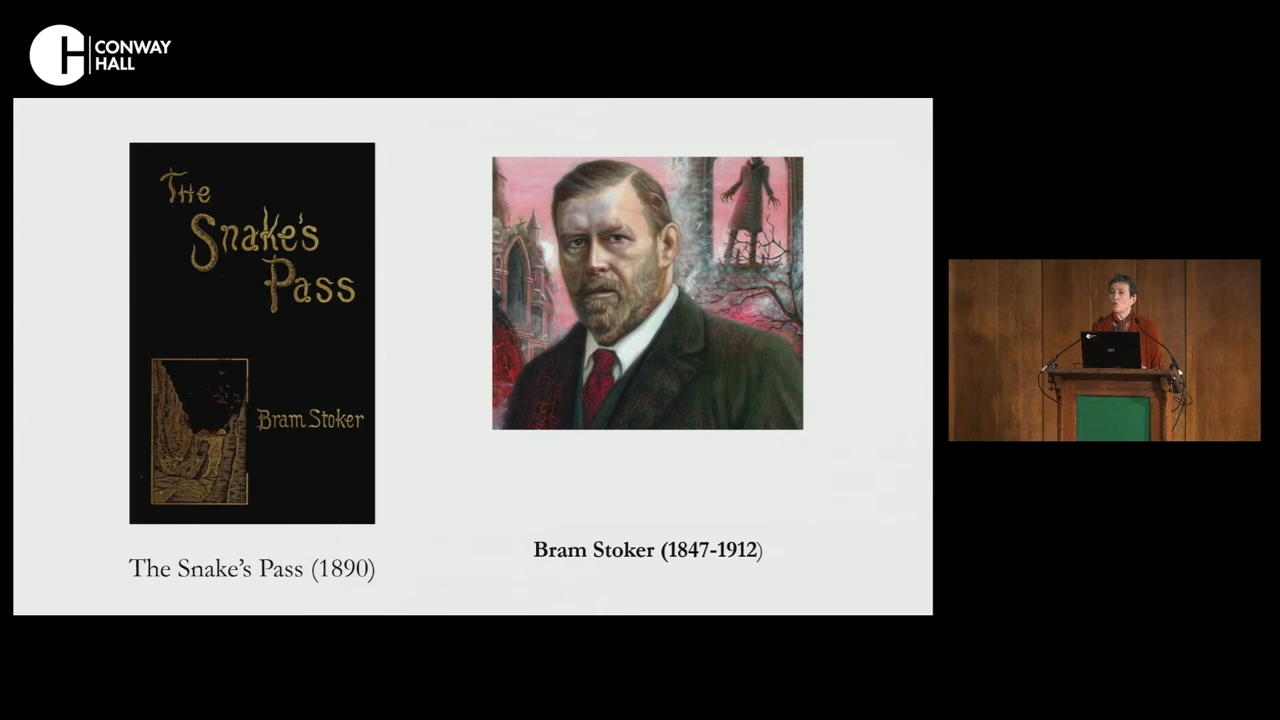 CONWAY
HALL
The
Snake's
Pass
Bram Stoker
The Snake's Pass (1890)
Bram Stoker (1847-1912)